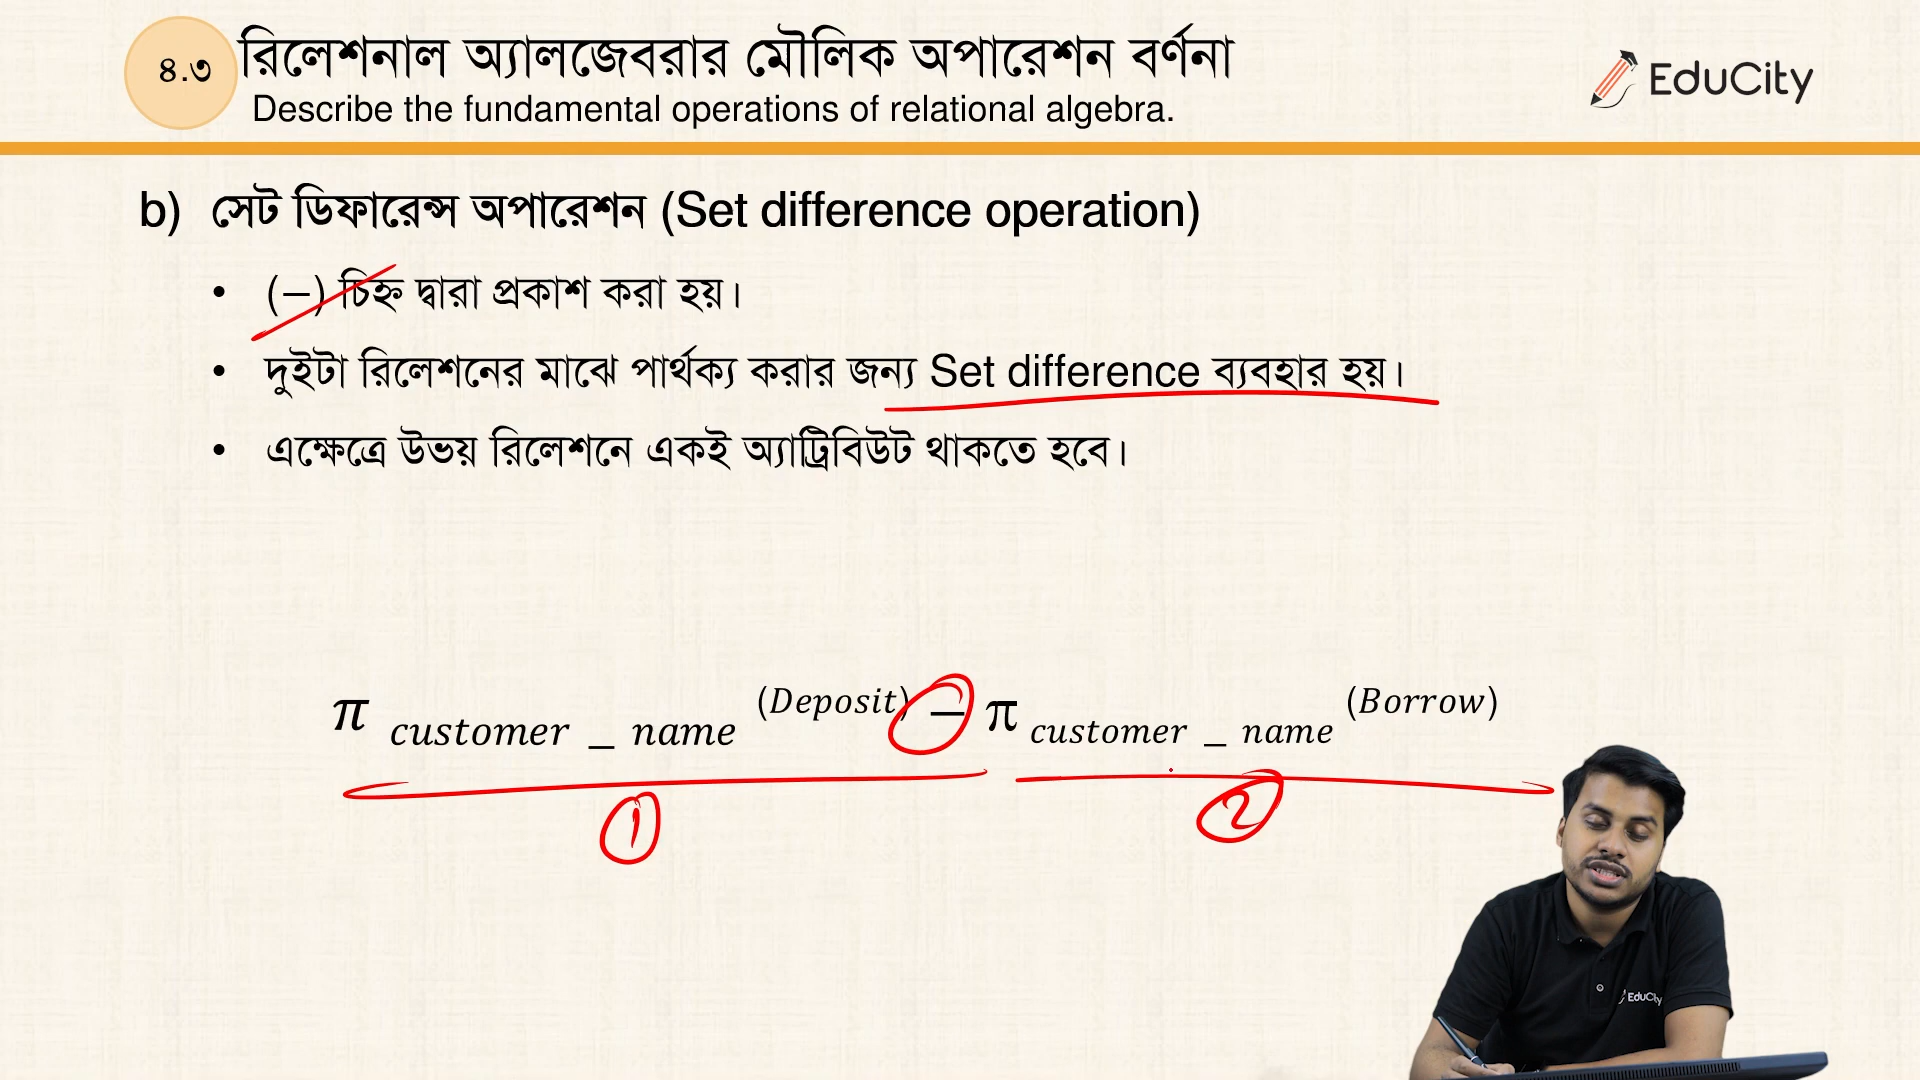 ৪.৩
রিলেশনাল অ্যালজেবরার মৌলিক অপারেশন বর্ণনা
Describe the fundamental operations of relational algebra.
EduCity
b) সেট ডিফারেন্স অপারেশন (Set difference operation)
• (–) চিহ্ন দ্বারা প্রকাশ করা হয়।
• দুইটা রিলেশনের মাঝে পার্থক্য করার জন্য Set difference ব্যবহার হয়।
• এক্ষেত্রে উভয় রিলেশনে একই অ্যাট্রিবিউট থাকতে হবে।
π customer _ name (Deposit) – π customer _ name (Borrow)
1 2
EduCity